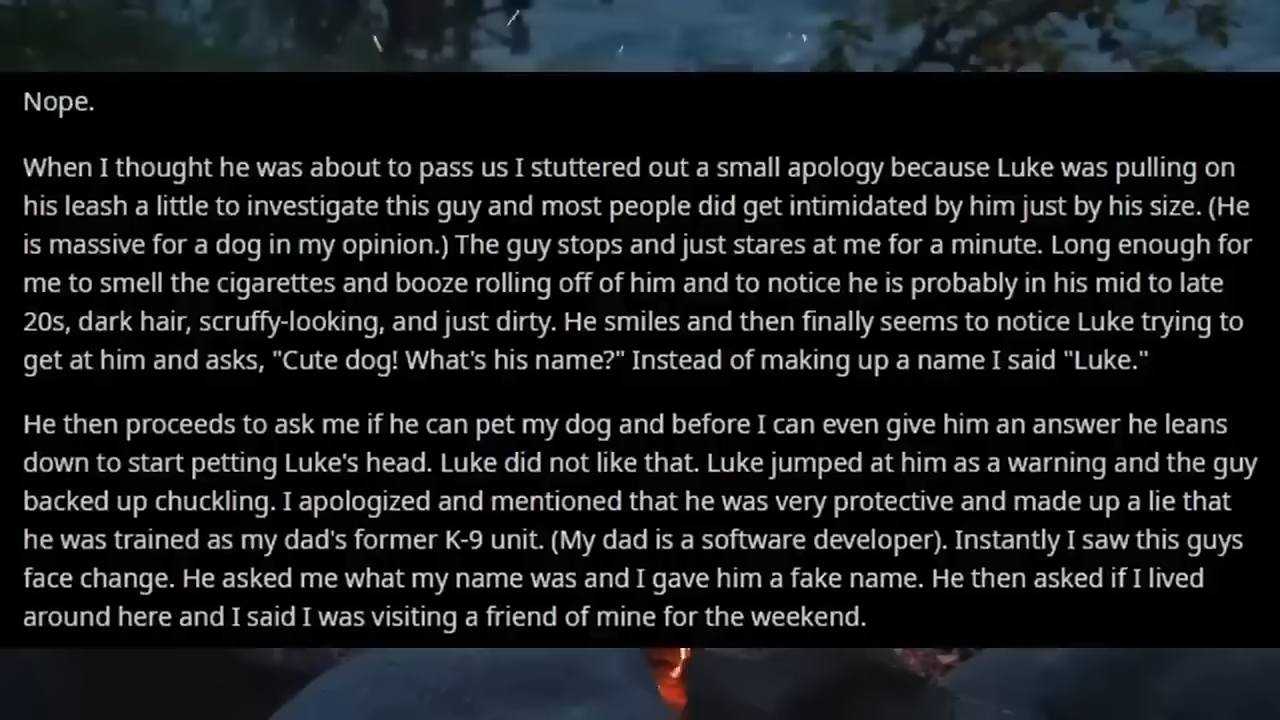 Nope.
When I thought he was about to pass us I stuttered out a small apology because Luke was pulling on
his leash a little to investigate this guy and most people did get intimidated by him just by his size. (He
is massive for a dog in my opinion.) The guy stops and just stares at me for a minute. Long enough for
me to smell the cigarettes and booze rolling off of him and to notice he is probably in his mid to late
20s, dark hair, scruffy-looking, and just dirty. He smiles and then finally seems to notice Luke trying to
get at him and asks, "Cute dog! What's his name?" Instead of making up a name I said "Luke."
He then proceeds to ask me if he can pet my dog and before I can even give him an answer he leans
down to start petting Luke's head. Luke did not like that. Luke jumped at him as a warning and the guy
backed up chuckling. I apologized and mentioned that he was very protective and made up a lie that
he was trained as my dad's former K-9 unit. (My dad is a software developer). Instantly I saw this guys
face change. He asked me what my name was and I gave him a fake name. He then asked if I lived
around here and I said I was visiting a friend of mine for the weekend.